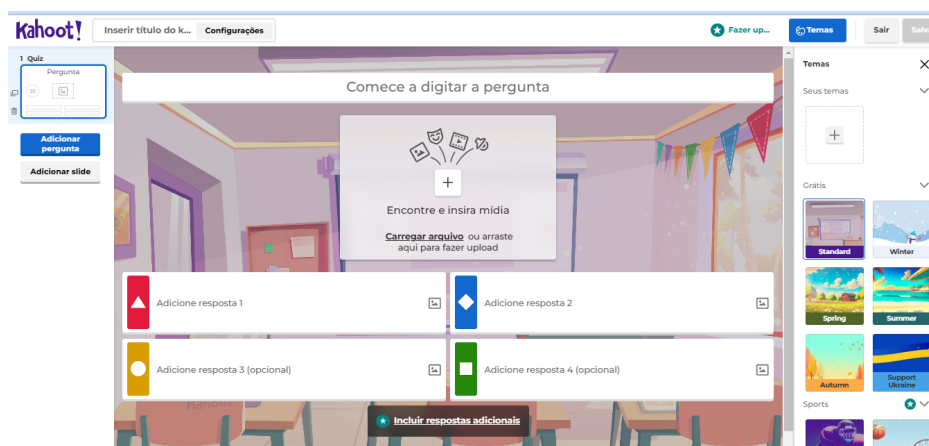 Kahoot!
Inserir título do k...
Configurações
Fazer up...
Temas
Sair
Salv
1 Quiz
Pergunta
30
Adicionar
pergunta
Adicionar slide
Comece a digitar a pergunta
Encontre e insira mídia
Carregar arquivo ou arraste
aqui para fazer upload
Adicione resposta 1
Adicione resposta 2
Adicione resposta 3 (opcional)
Adicione resposta 4 (opcional)
Incluir respostas adicionais
Temas
Seus temas
Grátis
Standard
Winter
Spring
Summer
Autumn
Support
Ukraine
Sports